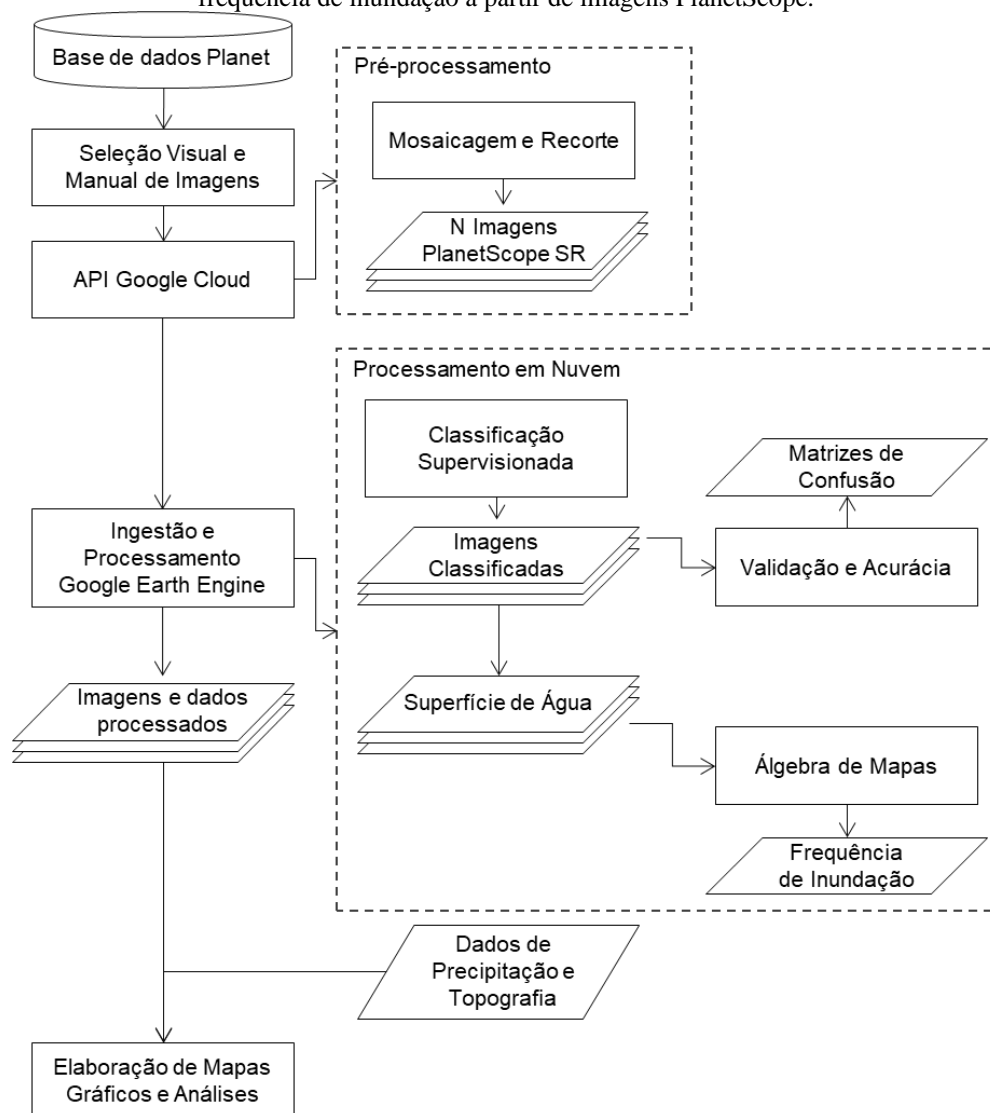 frequência de inundação a partir de imagens PlanetScope.
Base de dados Planet
Seleção Visual e
Manual de Imagens
API Google Cloud
Pré-processamento
Mosaicagem e Recorte
N Imagens
PlanetScope SR
Processamento em Nuvem
Classificação
Supervisionada
Imagens
Classificadas
Matrizes de
Confusão
Validação e Acurácia
Superfície de Água
Álgebra de Mapas
Frequência
de Inundação
Ingestão e
Processamento
Google Earth Engine
Imagens e dados
processados
Dados de
Precipitação e
Topografia
Elaboração de Mapas
Gráficos e Análises